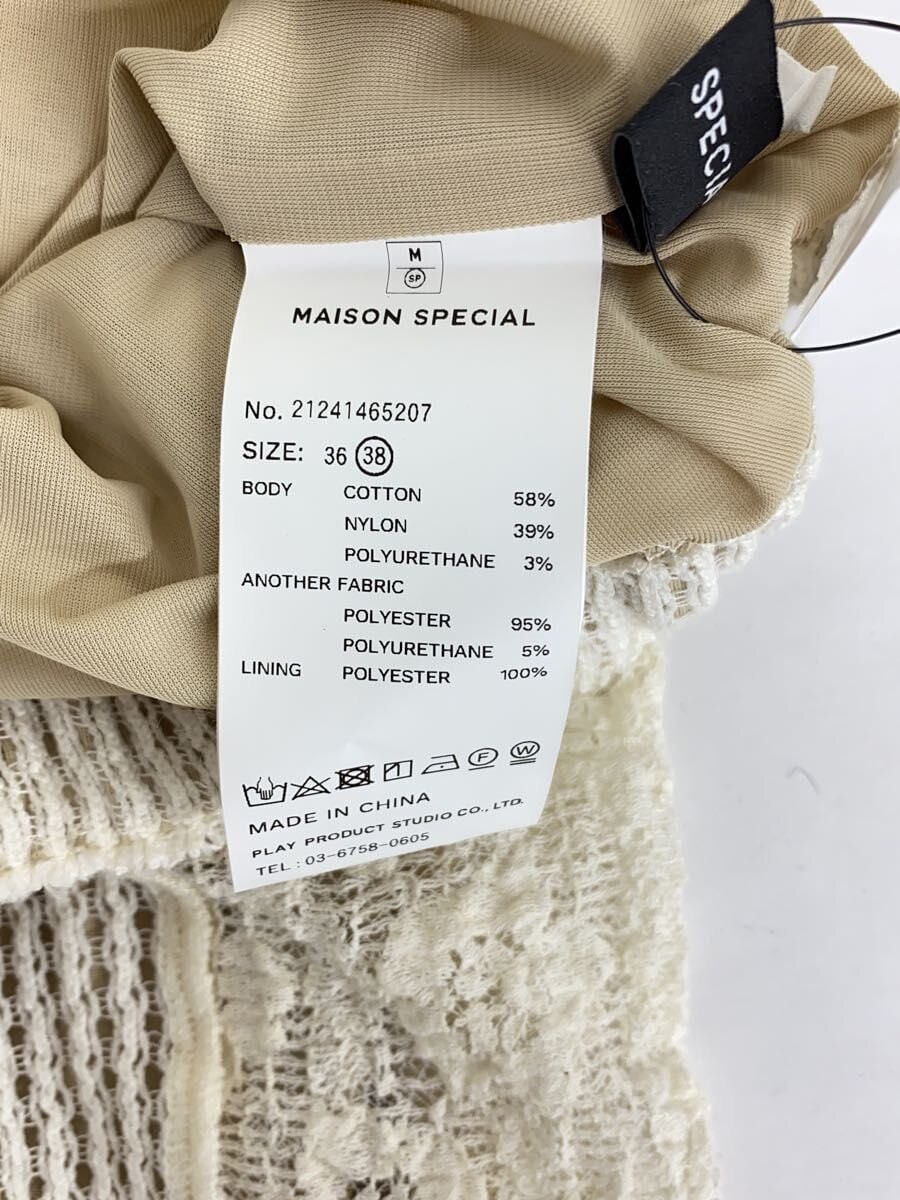 SPECIA
M
SP
MAISON SPECIAL
No. 21241465207
SIZE: 36 38
BODY COTTON 58%
NYLON 39%
POLYURETHANE 3%
ANOTHER FABRIC
POLYESTER 95%
POLYURETHANE 5%
LINING POLYESTER 100%
1 F W
MADE IN CHINA
PLAY PRODUCT STUDIO CO., LTD.
TEL : 03-6758-0605